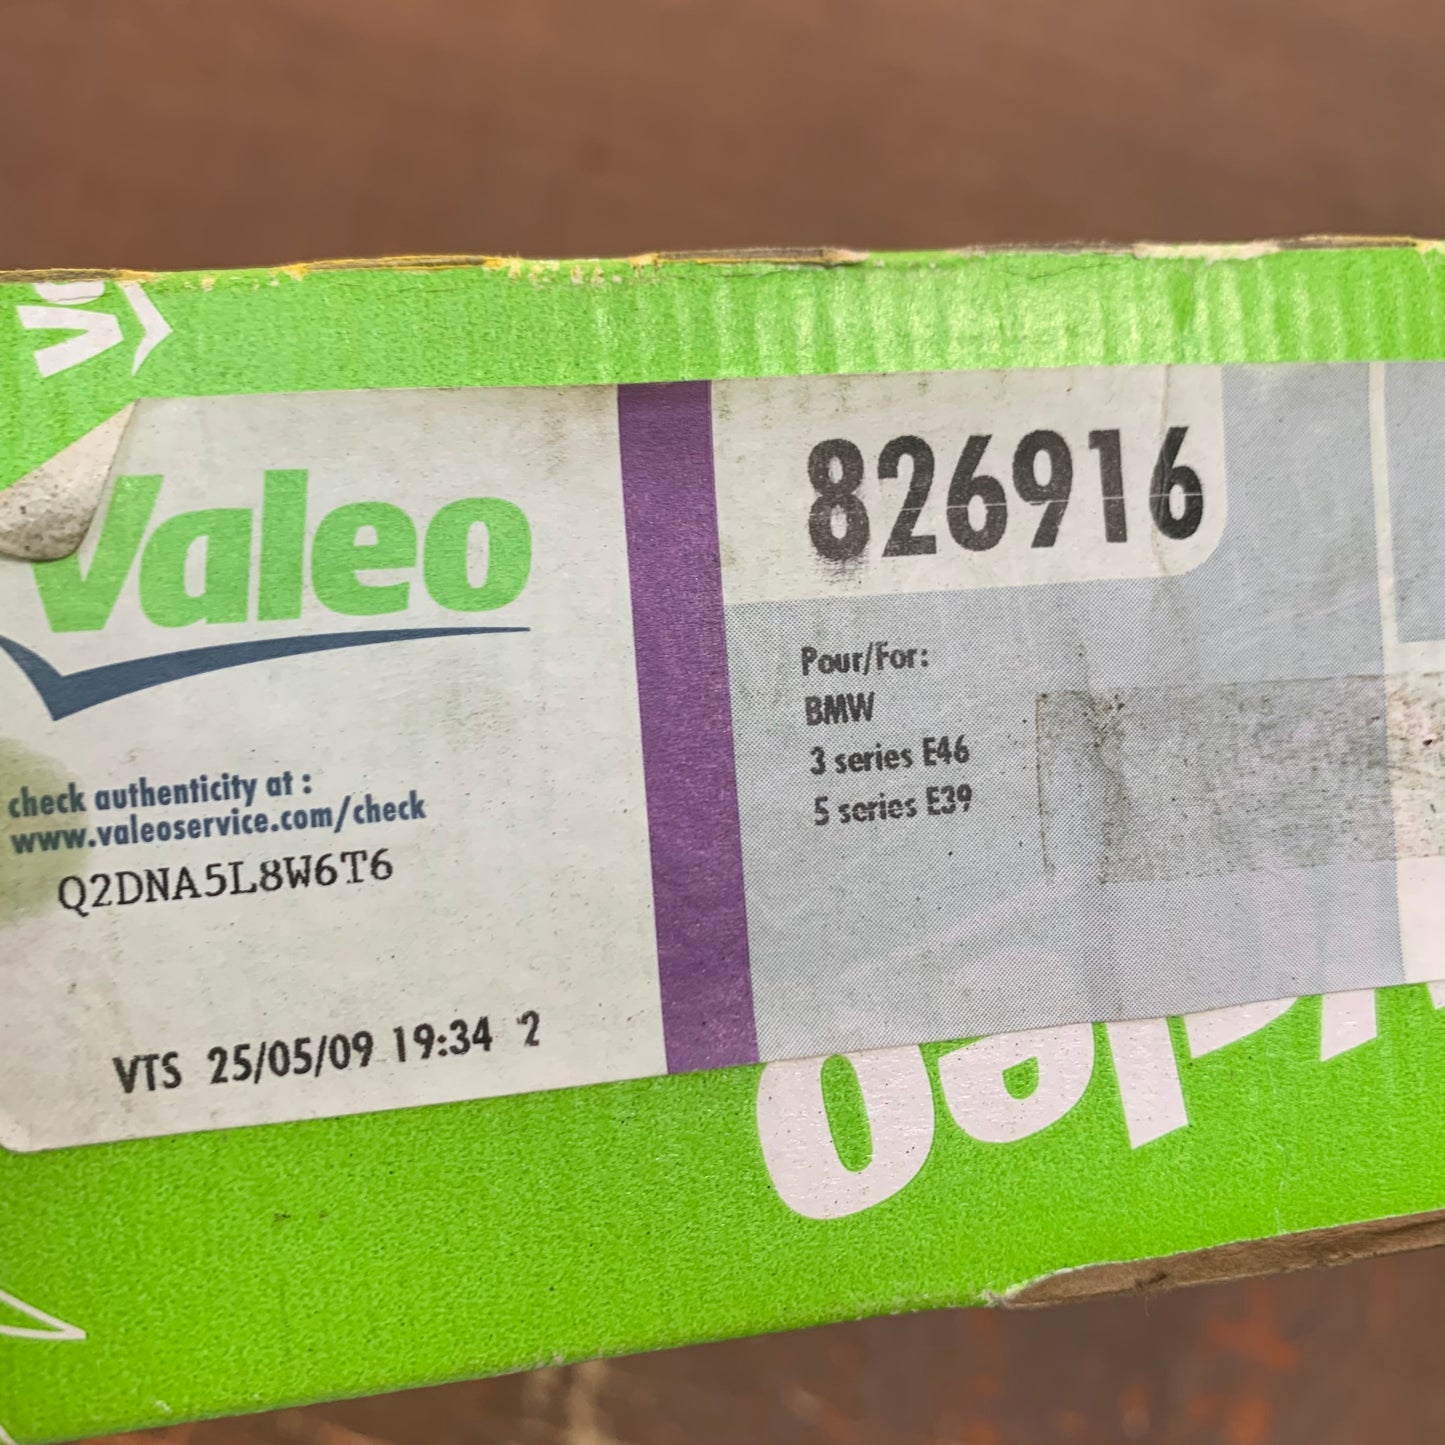 Valeo
check authenticity at :
www.valeoservice.com/check
Q2DNA5L8W6T6
VTS 25/05/09 19:34 2
826916
Pour/For:
BMW
3 series E46
5 series E39
Valeo